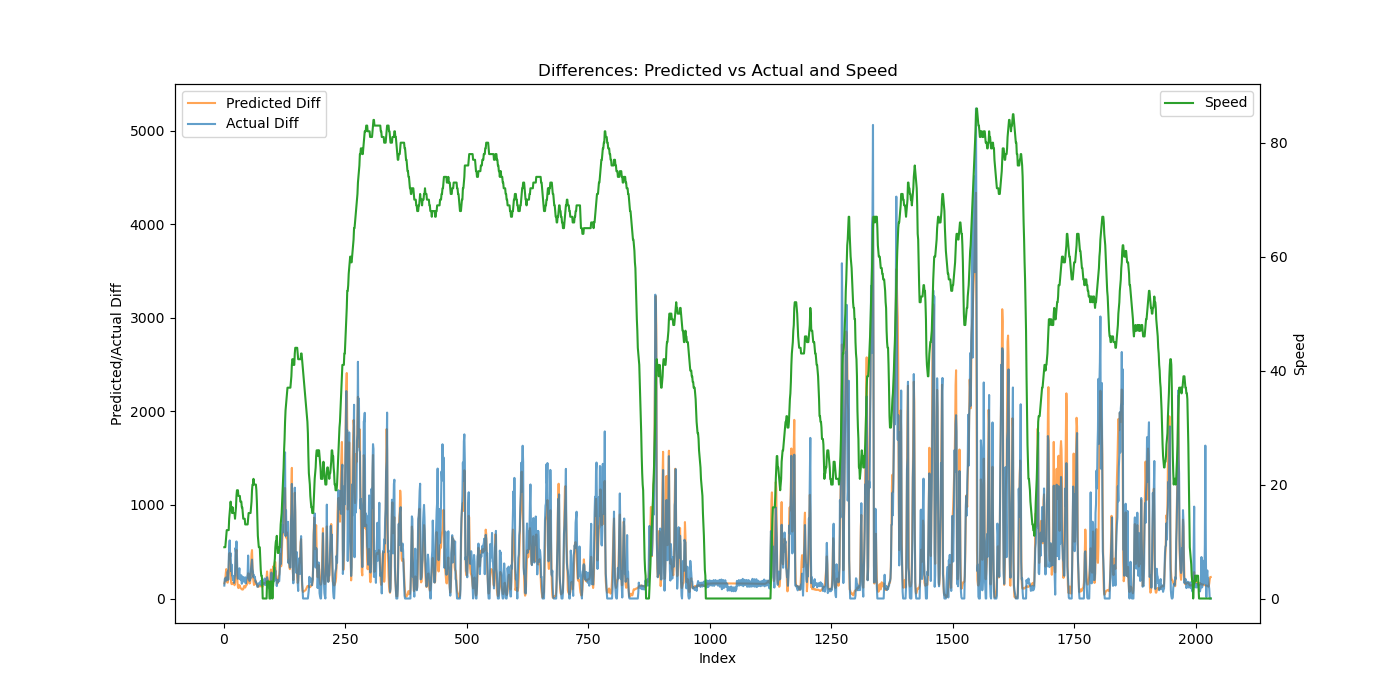 Differences: Predicted vs Actual and Speed
Predicted Diff
Actual Diff
Speed
5000
4000
3000
2000
1000
0
Predicted/Actual Diff
80
60
40
20
0
Speed
0
250
500
750
1000
1250
1500
1750
2000
Index